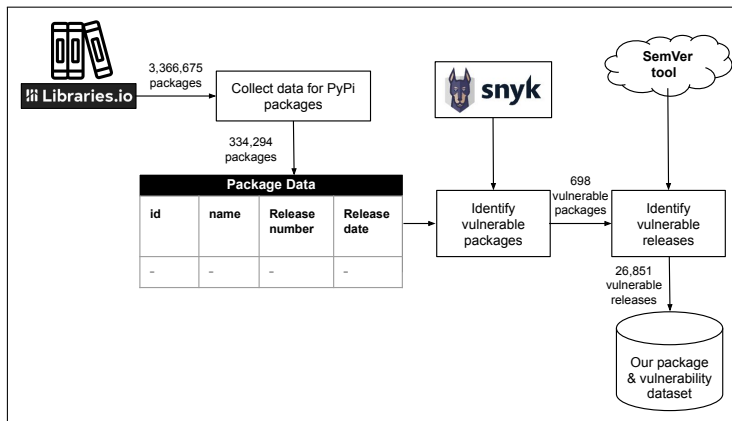 3,366,675
packages
Libraries.io
Collect data for PyPi
packages
334,294
packages
snyk
SemVer
tool
Package Data
id
name
Release
number
Release
date
-
-
-
-
Identify
vulnerable
packages
698
vulnerable
packages
Identify
vulnerable
releases
26,851
vulnerable
releases
Our package
& vulnerability
dataset